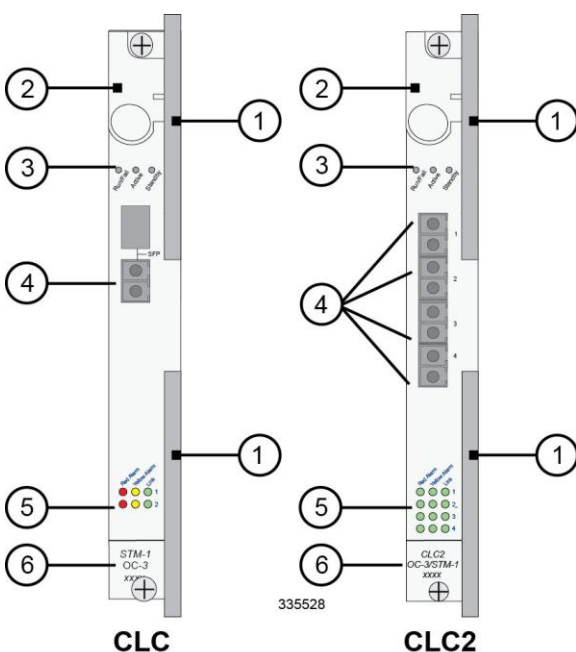 2
1
3
Run/Fail
Active
Standby
SFP
4
1
Red Alarm
Yellow Alarm
Link
1
2
5
STM-1
OC-3
xxxx
6
CLC
2
1
3
Run/Fail
Active
Standby
1
2
3
4
4
1
Red Alarm
Yellow Alarm
Link
1
2
3
4
5
CLC2
OC-3/STM-1
xxxx
6
335528
CLC2